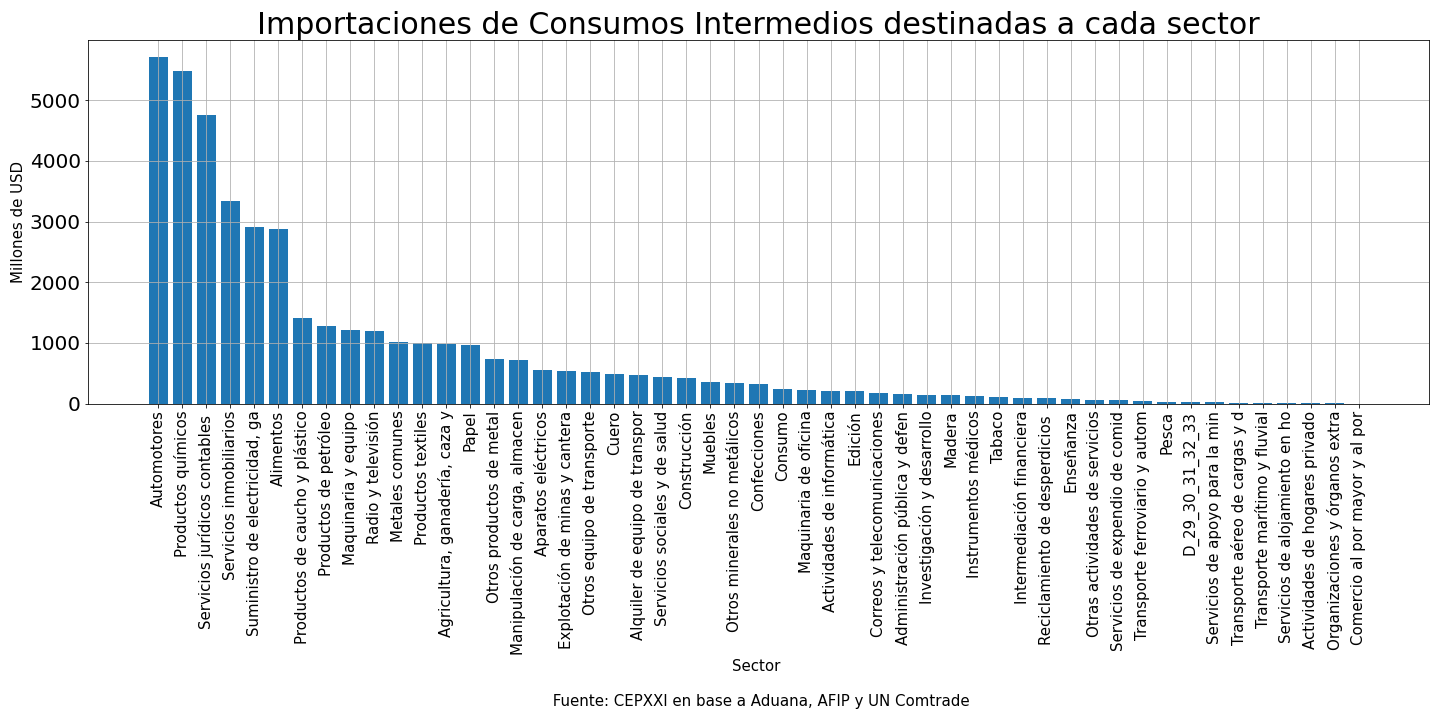 Importaciones de Consumos Intermedios destinadas a cada sector
Millones de USD
5000
4000
3000
2000
1000
0
Automotores
Productos químicos
Servicios jurídicos contables
Servicios inmobiliarios
Suministro de electricidad, ga
Alimentos
Productos de caucho y plástico
Productos de petróleo
Maquinaria y equipo
Radio y televisión
Metales comunes
Productos textiles
Agricultura, ganadería, caza y
Papel
Otros productos de metal
Manipulación de carga, almacen
Aparatos eléctricos
Explotación de minas y cantera
Otros equipo de transporte
Cuero
Alquiler de equipo de transpor
Servicios sociales y de salud
Construcción
Muebles
Otros minerales no metálicos
Confecciones
Consumo
Maquinaria de oficina
Actividades de informática
Edición
Correos y telecomunicaciones
Administración pública y defen
Investigación y desarrollo
Madera
Instrumentos médicos
Tabaco
Intermediación financiera
Reciclamiento de desperdicios
Enseñanza
Otras actividades de servicios
Servicios de expendio de comid
Transporte ferroviario y autom
Pesca
D_29_30_31_32_33
Servicios de apoyo para la min
Transporte aéreo de cargas y d
Transporte marítimo y fluvial
Servicios de alojamiento en ho
Actividades de hogares privado
Organizaciones y órganos extra
Comercio al por mayor y al por
Sector
Fuente: CEPXXI en base a Aduana, AFIP y UN Comtrade